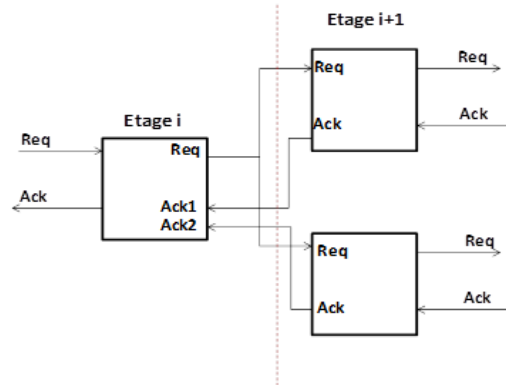 Etage i+1
Req
Req
Ack
Ack
Etage i
Req
Req
Ack
Ack1
Ack2
Req
Req
Ack
Ack